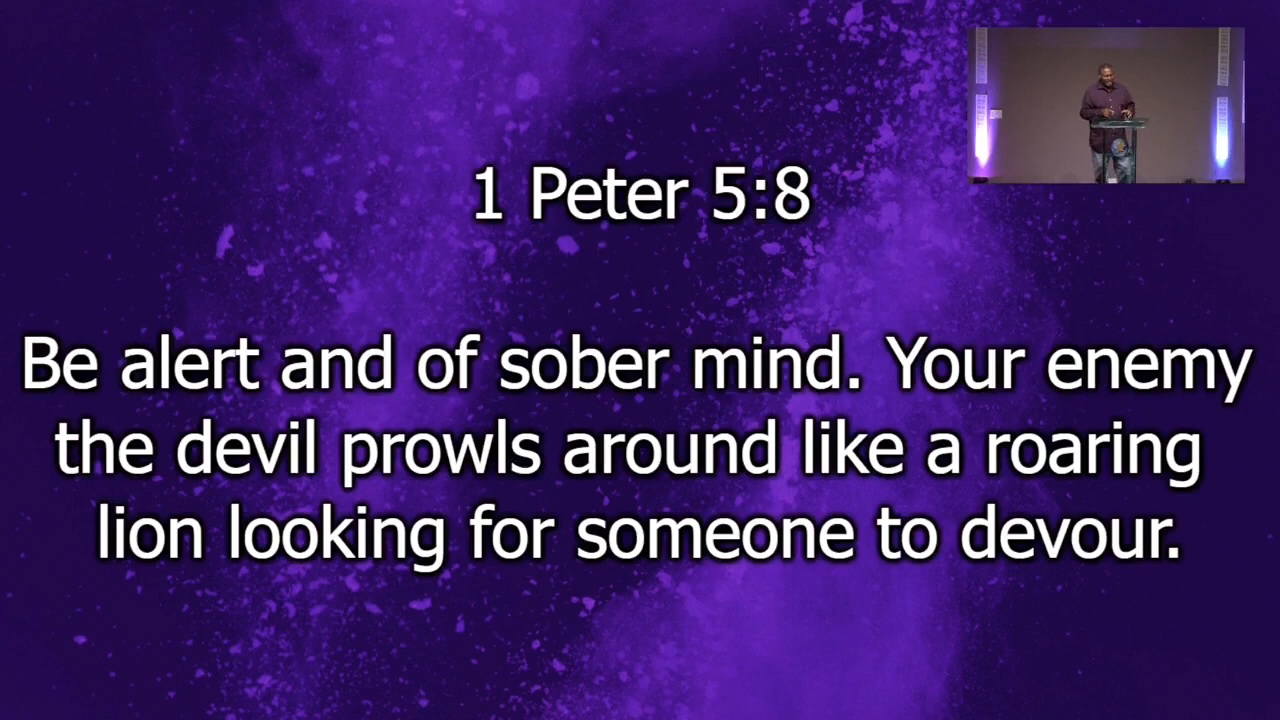 1 Peter 5:8
Be alert and of sober mind. Your enemy
the devil prowls around like a roaring
lion looking for someone to devour.